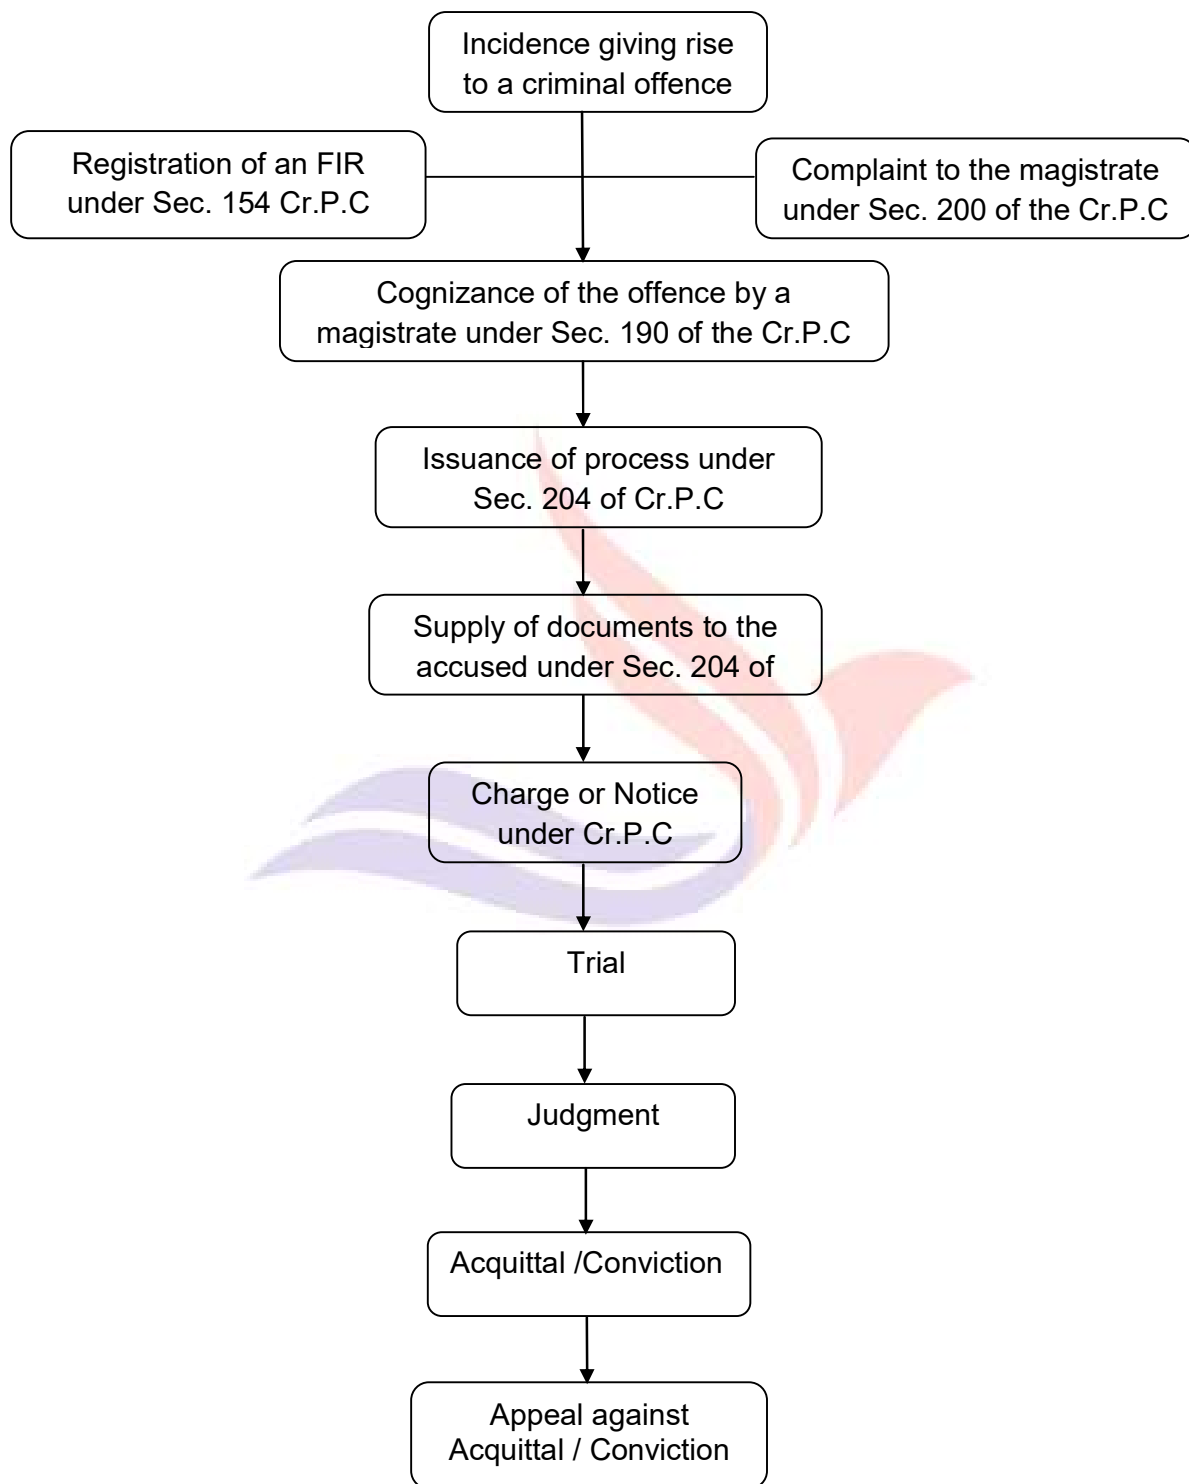 Incidence giving rise
to a criminal offence
Registration of an FIR
under Sec. 154 Cr.P.C
Complaint to the magistrate
under Sec. 200 of the Cr.P.C
Cognizance of the offence by a
magistrate under Sec. 190 of the Cr.P.C
Issuance of process under
Sec. 204 of Cr.P.C
Supply of documents to the
accused under Sec. 204 of
Charge or Notice
under Cr.P.C
Trial
Judgment
Acquittal /Conviction
Appeal against
Acquittal / Conviction